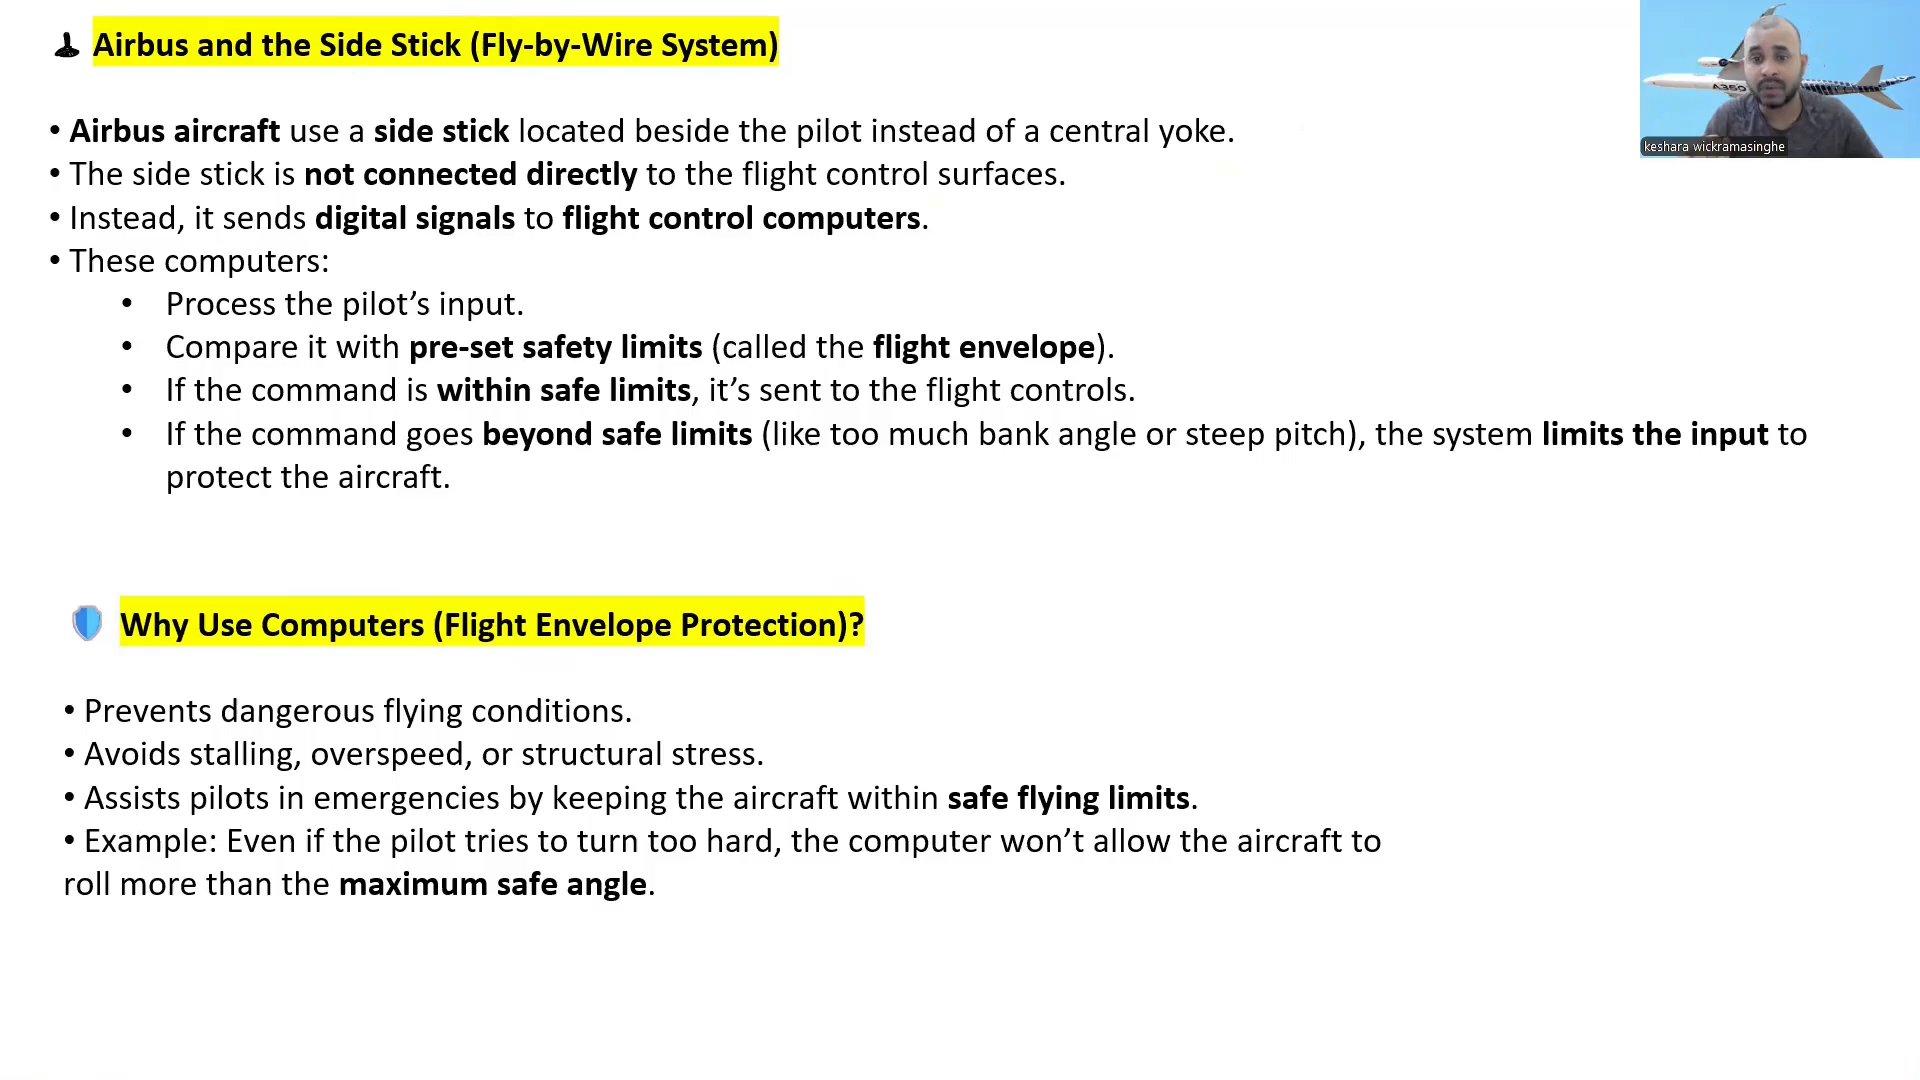 Airbus and the Side Stick (Fly-by-Wire System)
• Airbus aircraft use a side stick located beside the pilot instead of a central yoke.
• The side stick is not connected directly to the flight control surfaces.
• Instead, it sends digital signals to flight control computers.
• These computers:
• Process the pilot’s input.
• Compare it with pre-set safety limits (called the flight envelope).
• If the command is within safe limits, it’s sent to the flight controls.
• If the command goes beyond safe limits (like too much bank angle or steep pitch), the system limits the input to
protect the aircraft.
Why Use Computers (Flight Envelope Protection)?
• Prevents dangerous flying conditions.
• Avoids stalling, overspeed, or structural stress.
• Assists pilots in emergencies by keeping the aircraft within safe flying limits.
• Example: Even if the pilot tries to turn too hard, the computer won’t allow the aircraft to
roll more than the maximum safe angle.
A350
keshara wickramasinghe